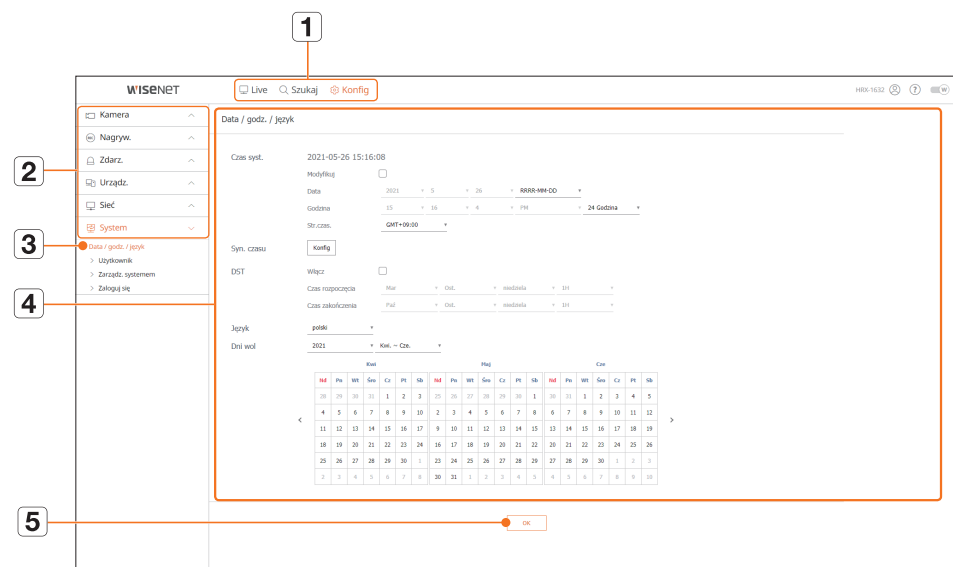 1
WISENET Live Szukaj Konfig HRX-1632 ? W
Kamera
Nagryw.
Zdarz.
Urządz.
Sieć
System
Data / godz. / język
> Użytkownik
> Zarządz. systemem
> Zaloguj się
2
3
4
5
Data / godz. / język
Czas syst. 2021-05-26 15:16:08
Modyfikuj
Data 2021 5 26 RRRR-MM-DD
Godzina 15 16 4 PM 24 Godzina
Str.czas. GMT+09:00
Syn. czasu Konfig
DST Włącz
Czas rozpoczęcia Mar Ost. niedziela 1H
Czas zakończenia Paź Ost. niedziela 1H
Język polski
Dni wol 2021 Kwi. ~ Cze.
Kwi Maj Cze
Nd Pn Wt Śro Cz Pt Sb Nd Pn Wt Śro Cz Pt Sb Nd Pn Wt Śro Cz Pt Sb
28 29 30 31 1 2 3 25 26 27 28 29 30 1 30 31 1 2 3 4 5
4 5 6 7 8 9 10 2 3 4 5 6 7 8 6 7 8 9 10 11 12
< 11 12 13 14 15 16 17 9 10 11 12 13 14 15 13 14 15 16 17 18 19 >
18 19 20 21 22 23 24 16 17 18 19 20 21 22 20 21 22 23 24 25 26
25 26 27 28 29 30 1 23 24 25 26 27 28 29 27 28 29 30 1 2 3
2 3 4 5 6 7 8 30 31 1 2 3 4 5 4 5 6 7 8 9 10
OK